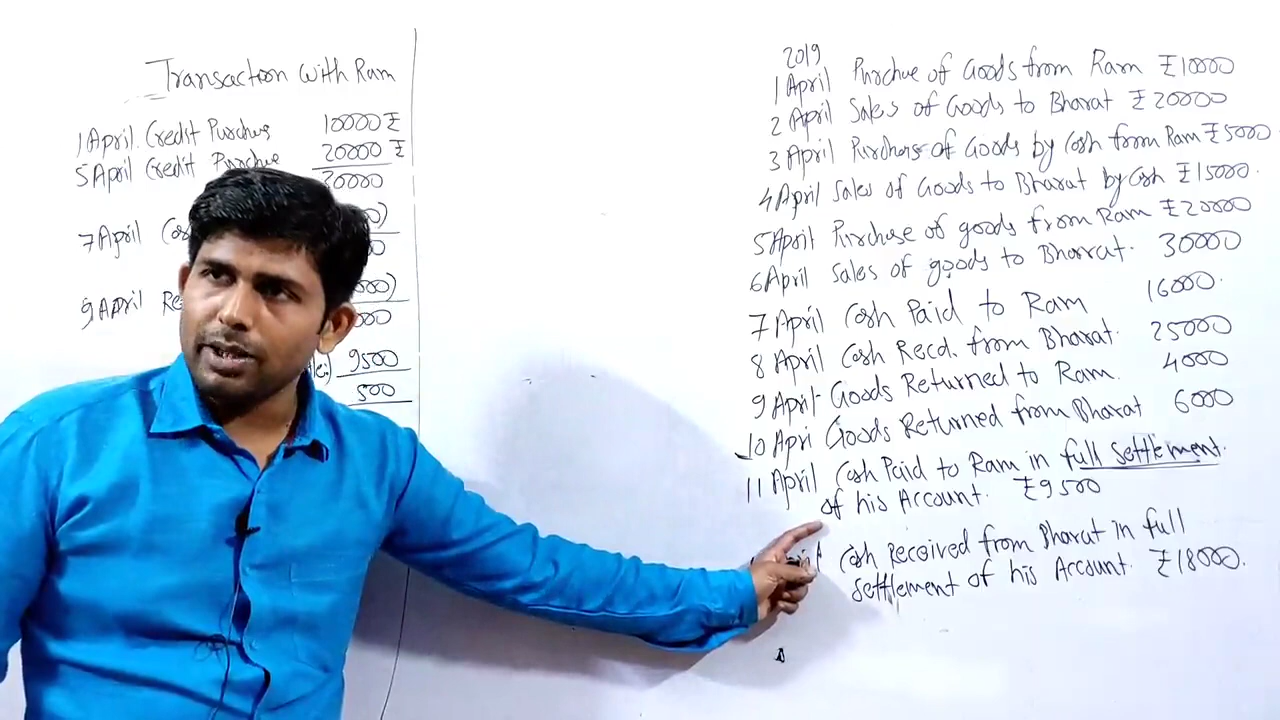 Transaction with Ram
1 April. Credit Purchus 10000 ₹
5 April Credit Purchue 20000 ₹
30000
7 April
9 April
9500
500
2019
1 April Purchue of Goods from Ram ₹10000
2 April Sales of Goods to Bharat ₹20000
3 April Purchars of Goods by Cash from Ram ₹5000
4 April Sales of Goods to Bharat by Cash ₹15000.
5 April Purchase of goods from Ram ₹20000
6 April Sales of goods to Bharat. 30000
7 April Cash Paid to Ram 16000.
8 April Cash Recd. from Bharat. 25000
9 April Goods Returned to Ram. 4000
10 Apri Goods Returned from Bharat 6000
11 April Cash Paid to Ram in full Settlement.
of his Account. ₹9500
Cash Received from Bharat in full
Settlement of his Account. ₹18000.